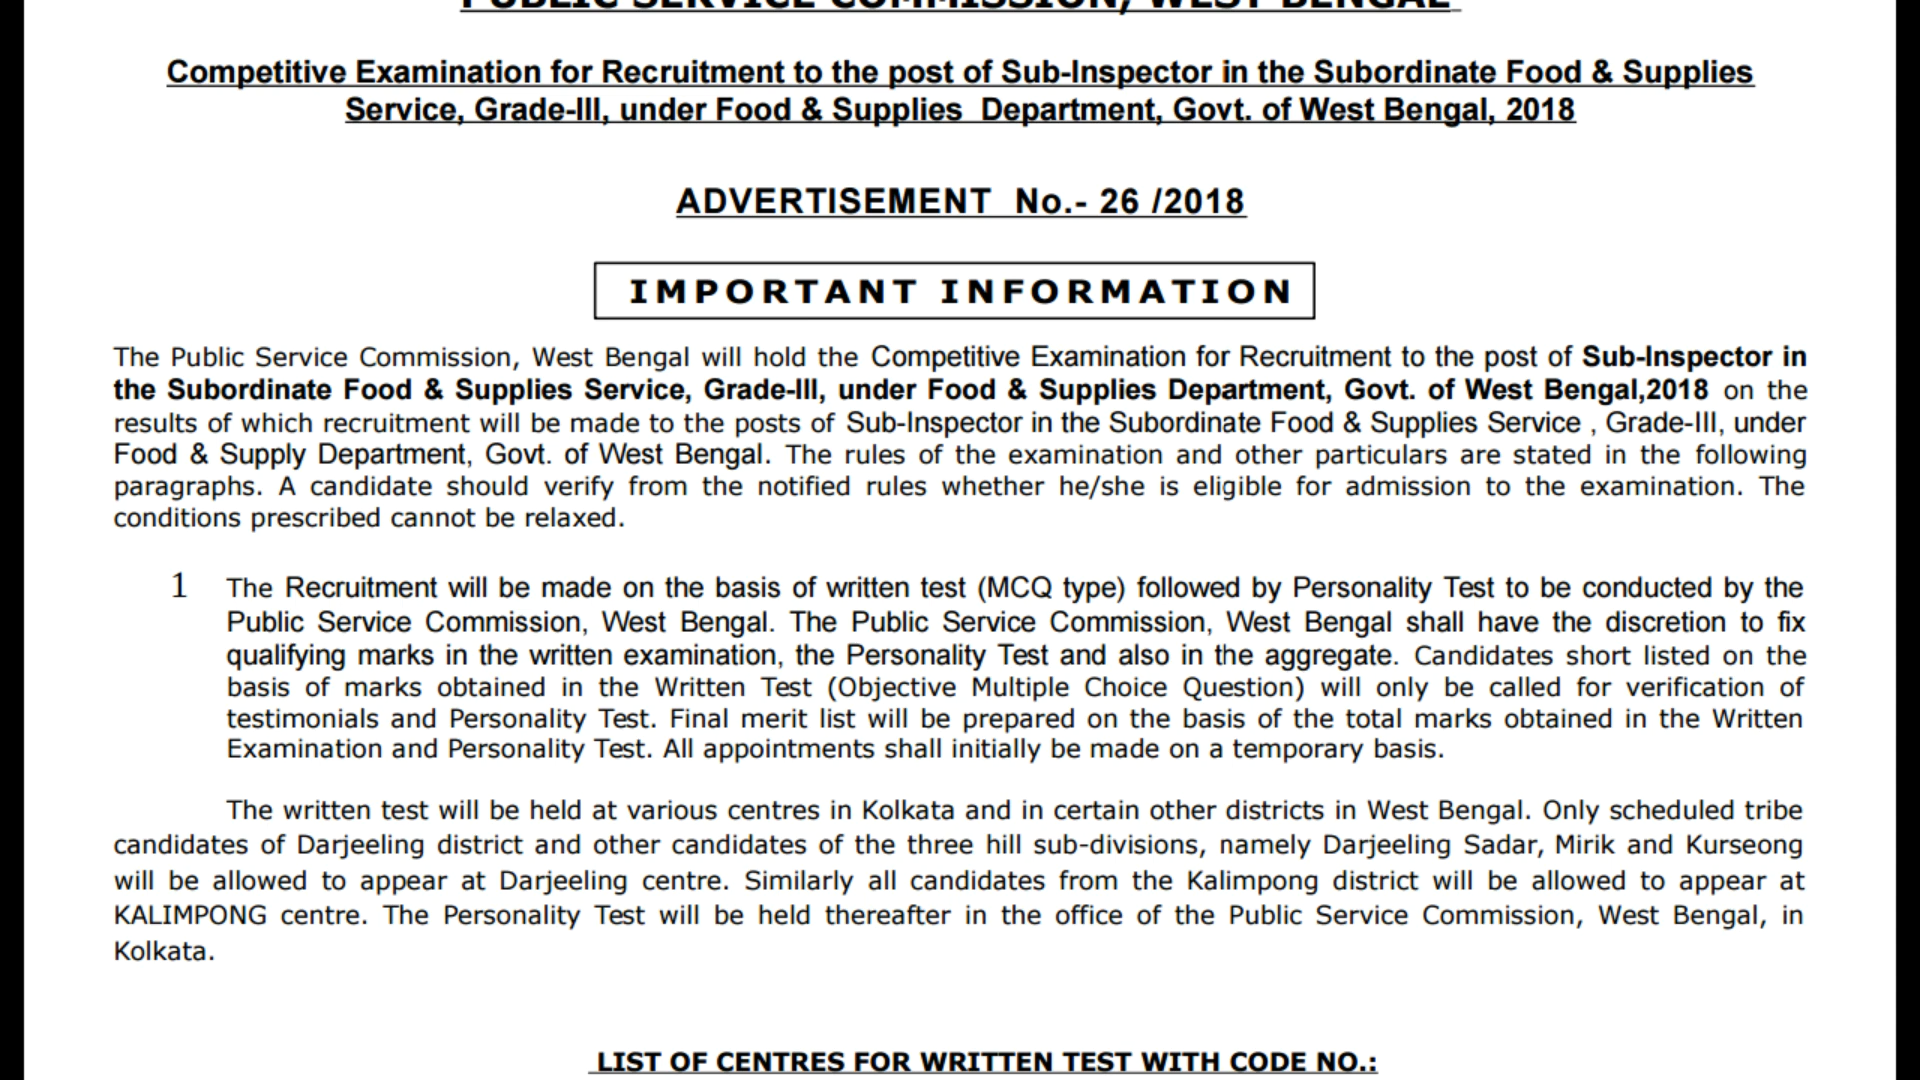 PUBLIC SERVICE COMMISSION, WEST BENGAL
Competitive Examination for Recruitment to the post of Sub-Inspector in the Subordinate Food & Supplies
Service, Grade-III, under Food & Supplies Department, Govt. of West Bengal, 2018
ADVERTISEMENT No.- 26 /2018
IMPORTANT INFORMATION
The Public Service Commission, West Bengal will hold the Competitive Examination for Recruitment to the post of Sub-Inspector in
the Subordinate Food & Supplies Service, Grade-III, under Food & Supplies Department, Govt. of West Bengal,2018 on the
results of which recruitment will be made to the posts of Sub-Inspector in the Subordinate Food & Supplies Service , Grade-III, under
Food & Supply Department, Govt. of West Bengal. The rules of the examination and other particulars are stated in the following
paragraphs. A candidate should verify from the notified rules whether he/she is eligible for admission to the examination. The
conditions prescribed cannot be relaxed.
1 The Recruitment will be made on the basis of written test (MCQ type) followed by Personality Test to be conducted by the
Public Service Commission, West Bengal. The Public Service Commission, West Bengal shall have the discretion to fix
qualifying marks in the written examination, the Personality Test and also in the aggregate. Candidates short listed on the
basis of marks obtained in the Written Test (Objective Multiple Choice Question) will only be called for verification of
testimonials and Personality Test. Final merit list will be prepared on the basis of the total marks obtained in the Written
Examination and Personality Test. All appointments shall initially be made on a temporary basis.
The written test will be held at various centres in Kolkata and in certain other districts in West Bengal. Only scheduled tribe
candidates of Darjeeling district and other candidates of the three hill sub-divisions, namely Darjeeling Sadar, Mirik and Kurseong
will be allowed to appear at Darjeeling centre. Similarly all candidates from the Kalimpong district will be allowed to appear at
KALIMPONG centre. The Personality Test will be held thereafter in the office of the Public Service Commission, West Bengal, in
Kolkata.
LIST OF CENTRES FOR WRITTEN TEST WITH CODE NO.: